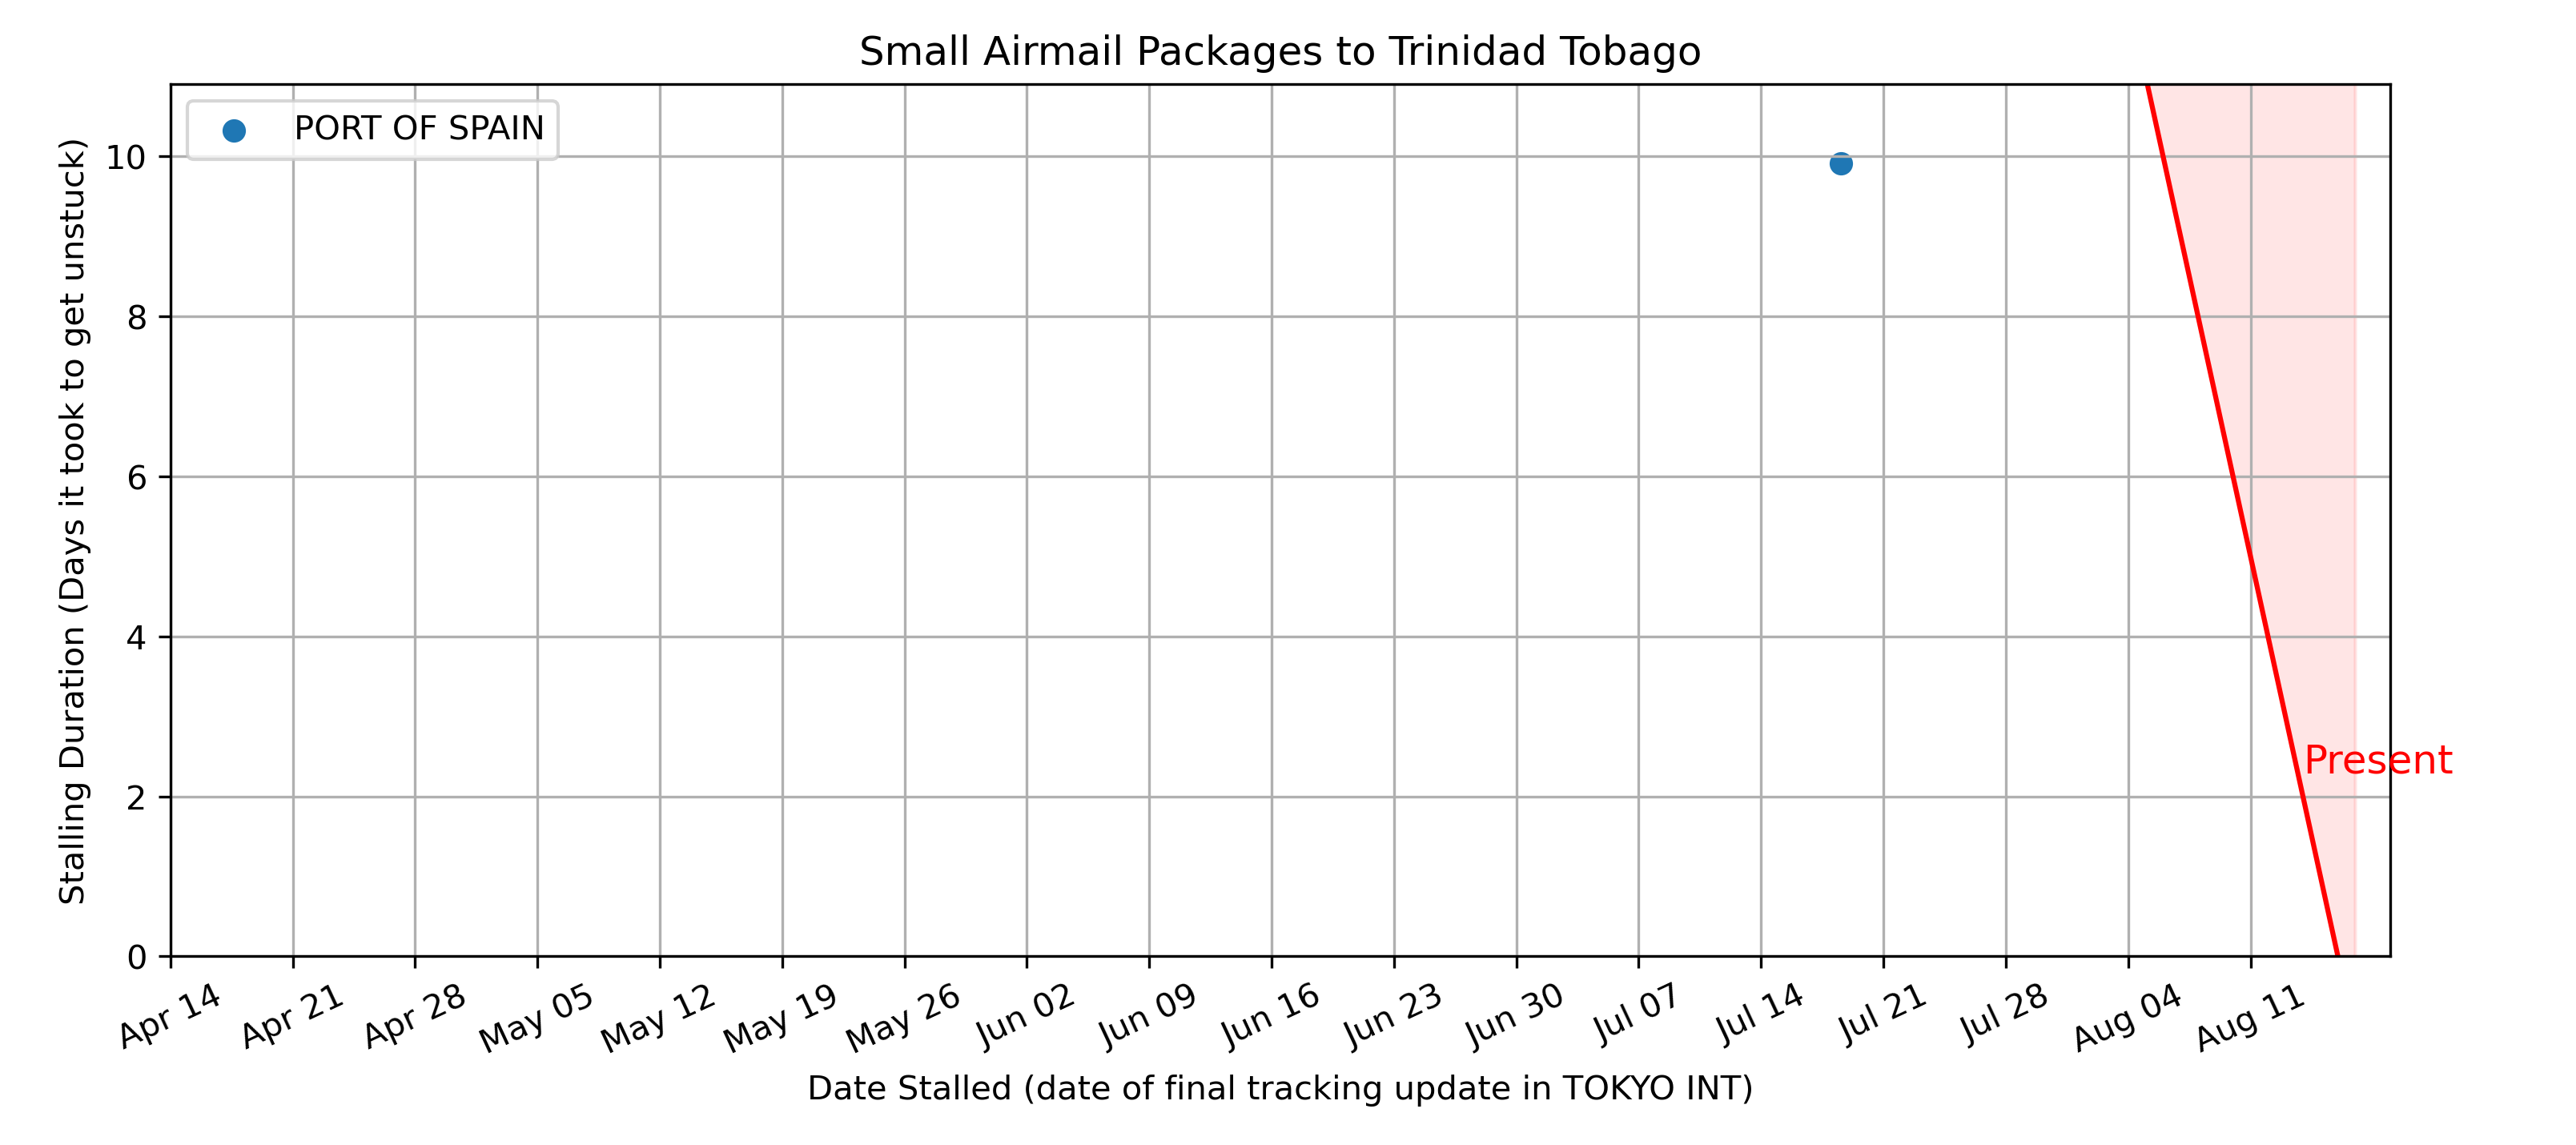 Small Airmail Packages to Trinidad Tobago
PORT OF SPAIN
Stalling Duration (Days it took to get unstuck)
10
8
6
4
2
0
Present
Apr 14
Apr 21
Apr 28
May 05
May 12
May 19
May 26
Jun 02
Jun 09
Jun 16
Jun 23
Jun 30
Jul 07
Jul 14
Jul 21
Jul 28
Aug 04
Aug 11
Date Stalled (date of final tracking update in TOKYO INT)